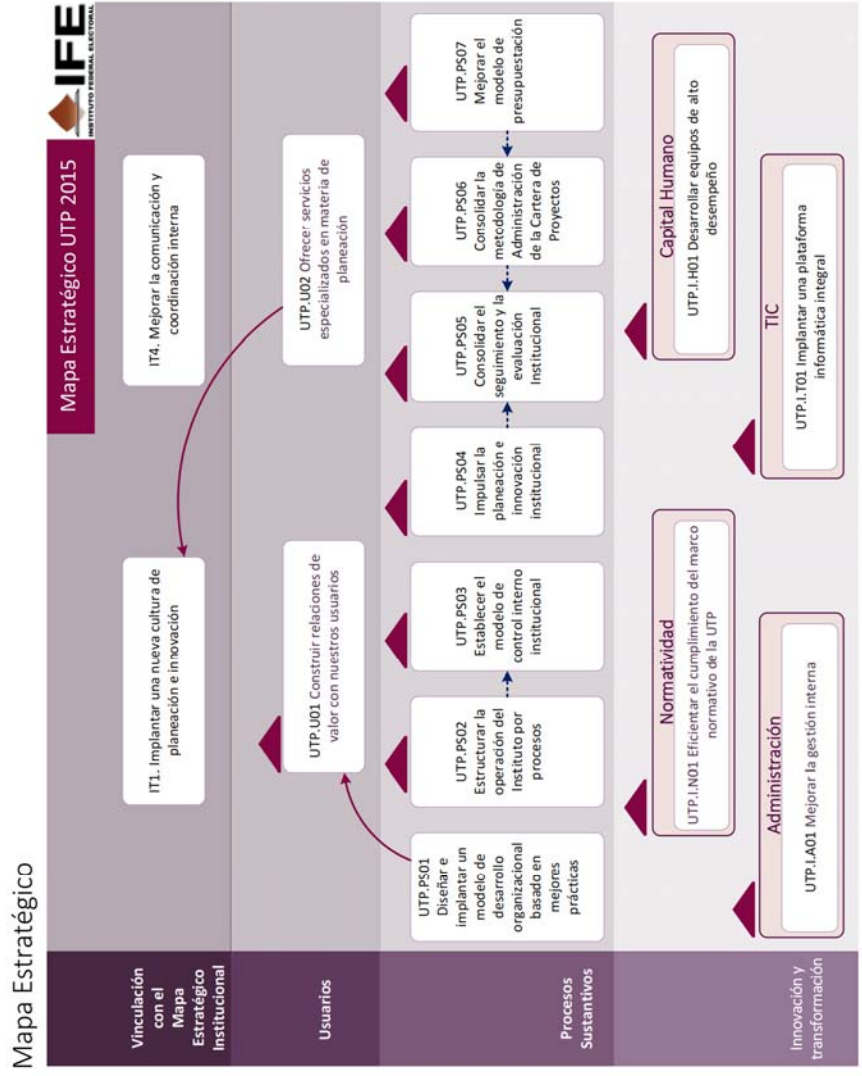 Mapa Estratégico
Mapa Estratégico UTP 2015
IFE
INSTITUTO FEDERAL ELECTORAL
Vinculación
con el
Mapa
Estratégico
Institucional
IT1. Implantar una nueva cultura de
planeación e innovación
IT4. Mejorar la comunicación y
coordinación interna
Usuarios
UTP.U01 Construir relaciones de
valor con nuestros usuarios
UTP.U02 Ofrecer servicios
especializados en materia de
planeación
Procesos
Sustantivos
UTP.PS01
Diseñar e
implantar un
modelo de
desarrollo
organizacional
basado en
mejores
prácticas
UTP.PS02
Estructurar la
operación del
Instituto por
procesos
UTP.PS03
Establecer el
modelo de
control interno
institucional
UTP.PS04
Impulsar la
planeación e
innovación
institucional
UTP.PS05
Consolidar el
seguimiento y la
evaluación
Institucional
UTP.PS06
Consolidar la
metodología de
Administración
de la Cartera de
Proyectos
UTP.PS07
Mejorar el
modelo de
presupuestación
Innovación y
transformación
Normatividad
UTP.I.N01 Eficientar el cumplimiento del marco
normativo de la UTP
Capital Humano
UTP.I.H01 Desarrollar equipos de alto
desempeño
Administración
UTP.I.A01 Mejorar la gestión interna
TIC
UTP.I.T01 Implantar una plataforma
informática integral